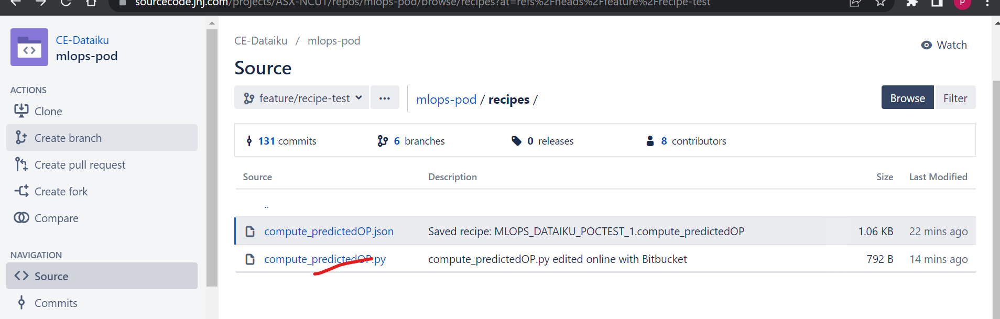 sourcecode.jnj.com/projects/ASX-NCU1/repos/mlops-pod/browse/recipes?at=refs%2Fheads%2Ffeature%2Frecipe-test
P
CE-Dataiku
mlops-pod
ACTIONS
Clone
Create branch
Create pull request
Create fork
Compare
NAVIGATION
Source
Commits
CE-Dataiku / mlops-pod
Watch
Source
feature/recipe-test ... mlops-pod / recipes /
Browse Filter
131 commits 6 branches 0 releases 8 contributors
Source Description Size Last Modified
..
compute_predictedOP.json Saved recipe: MLOPS_DATAIKU_POCTEST_1.compute_predictedOP 1.06 KB 22 mins ago
compute_predictedOP.py compute_predictedOP.py edited online with Bitbucket 792 B 14 mins ago